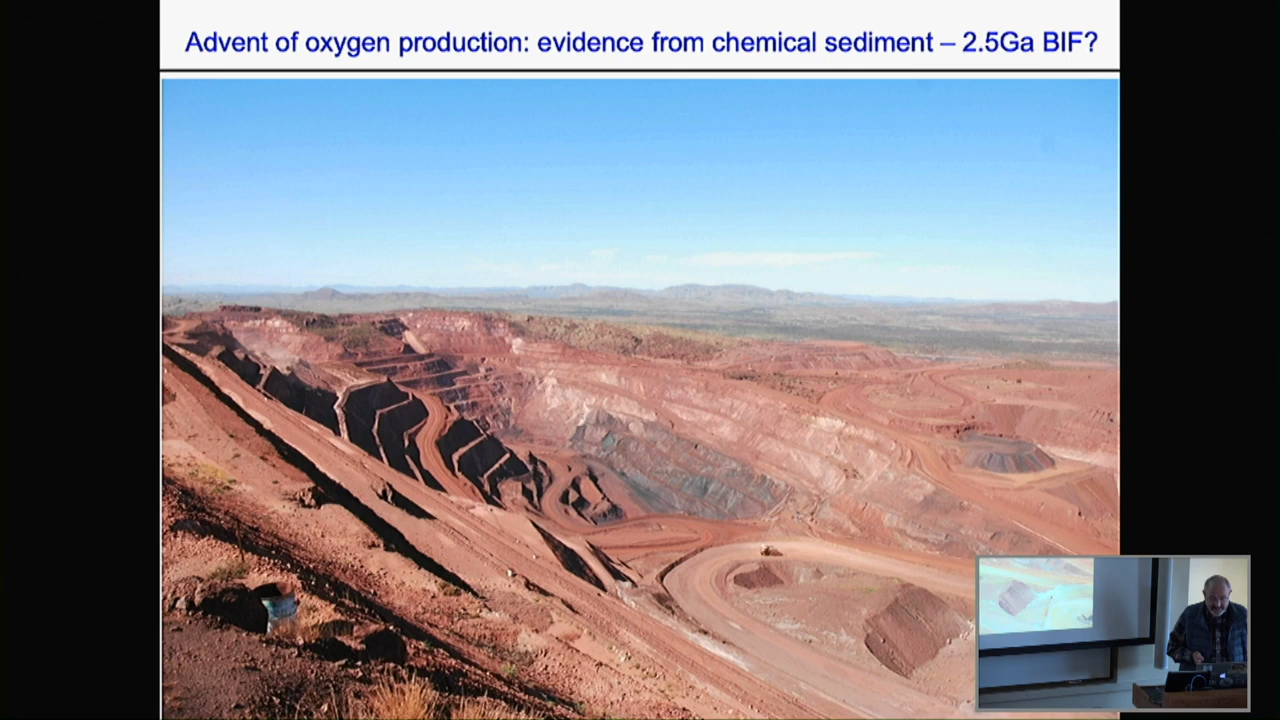 Advent of oxygen production: evidence from chemical sediment – 2.5Ga BIF?